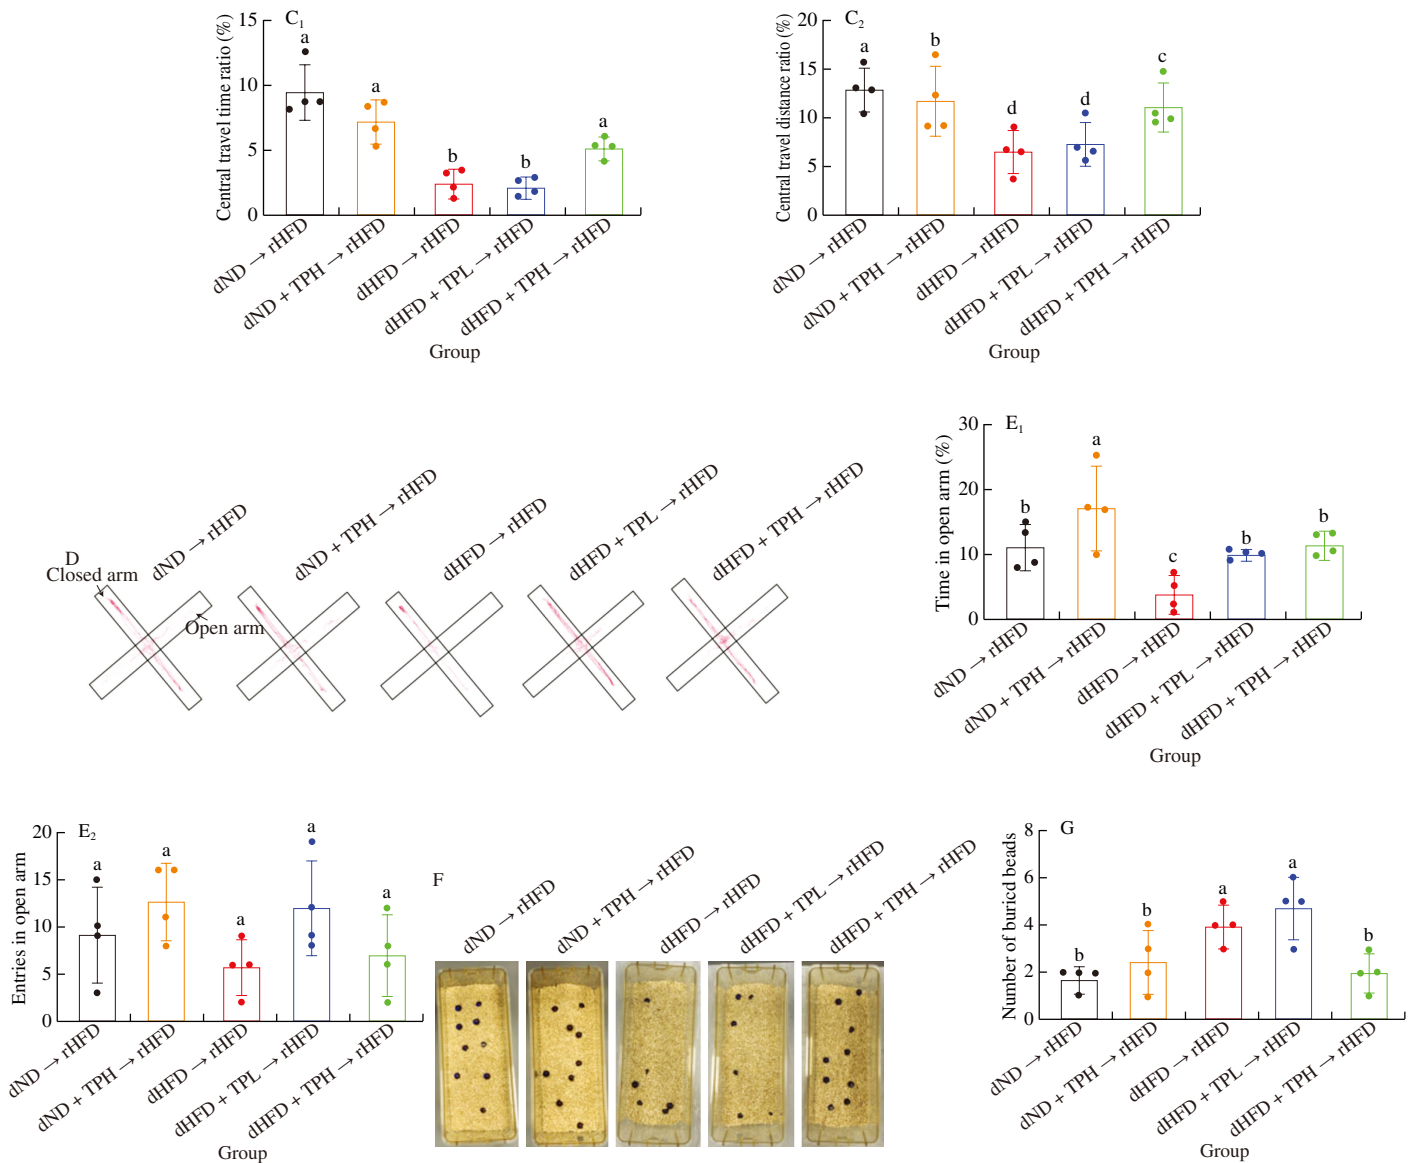 C1
Central travel time ratio (%)
15
10
5
0
a
a
b
b
a
dND → rHFD
dND + TPH → rHFD
dHFD → rHFD
dHFD + TPL → rHFD
dHFD + TPH → rHFD
Group
C2
Central travel distance ratio (%)
20
15
10
5
0
a
b
d
d
c
dND → rHFD
dND + TPH → rHFD
dHFD → rHFD
dHFD + TPL → rHFD
dHFD + TPH → rHFD
Group
D
Closed arm
Open arm
dND → rHFD
dND + TPH → rHFD
dHFD → rHFD
dHFD + TPL → rHFD
dHFD + TPH → rHFD
E1
Time in open arm (%)
30
20
10
0
b
a
c
b
b
dND → rHFD
dND + TPH → rHFD
dHFD → rHFD
dHFD + TPL → rHFD
dHFD + TPH → rHFD
Group
E2
Entries in open arm
20
15
10
5
0
a
a
a
a
a
dND → rHFD
dND + TPH → rHFD
dHFD → rHFD
dHFD + TPL → rHFD
dHFD + TPH → rHFD
Group
F
dND → rHFD
dND + TPH → rHFD
dHFD → rHFD
dHFD + TPL → rHFD
dHFD + TPH → rHFD
G
Number of buricd beads
8
6
4
2
0
b
b
a
a
b
dND → rHFD
dND + TPH → rHFD
dHFD → rHFD
dHFD + TPL → rHFD
dHFD + TPH → rHFD
Group